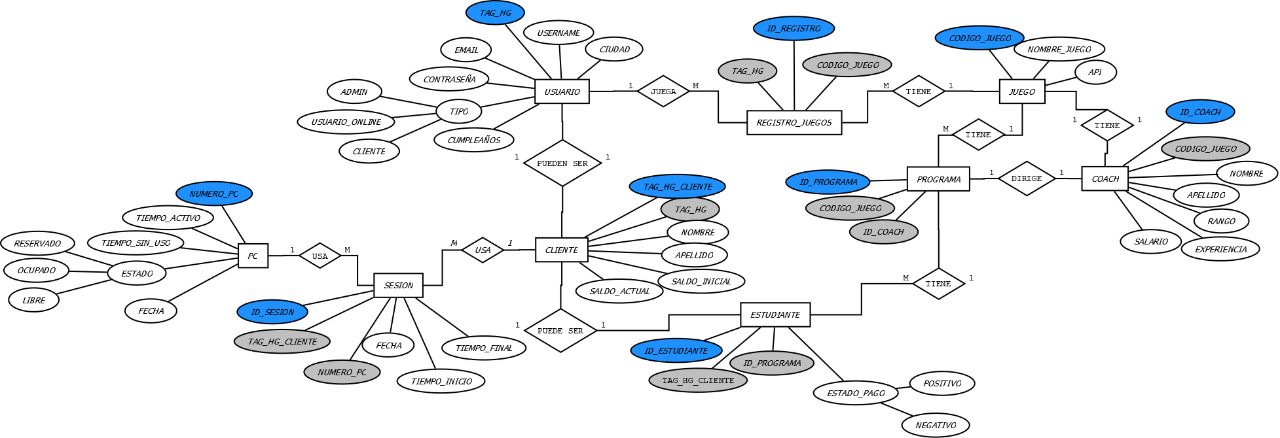 TAG_HG
USERNAME
CIUDAD
EMAIL
CONTRASEÑA
ADMIN
TIPO
USUARIO_ONLINE
CLIENTE
CUMPLEAÑOS
USUARIO
1
JUEGA
M
ID_REGISTRO
TAG_HG
CODIGO_JUEGO
REGISTRO_JUEGOS
M
TIENE
1
CODIGO_JUEGO
NOMBRE_JUEGO
API
JUEGO
1
TIENE
1
M
TIENE
1
ID_COACH
CODIGO_JUEGO
NOMBRE
APELLIDO
RANGO
EXPERIENCIA
SALARIO
COACH
1
DIRIGE
1
PROGRAMA
ID_PROGRAMA
CODIGO_JUEGO
ID_COACH
1
PUEDEN SER
1
NUMERO_PC
TIEMPO_ACTIVO
TIEMPO_SIN_USO
RESERVADO
OCUPADO
ESTADO
LIBRE
FECHA
PC
1
USA
M
SESION
M
USA
1
CLIENTE
TAG_HG_CLIENTE
TAG_HG
NOMBRE
APELLIDO
SALDO_INICIAL
SALDO_ACTUAL
ID_SESION
TAG_HG_CLIENTE
NUMERO_PC
FECHA
TIEMPO_INICIO
TIEMPO_FINAL
1
PUEDE SER
1
ESTUDIANTE
M
TIENE
1
ID_ESTUDIANTE
TAG_HG_CLIENTE
ID_PROGRAMA
ESTADO_PAGO
POSITIVO
NEGATIVO